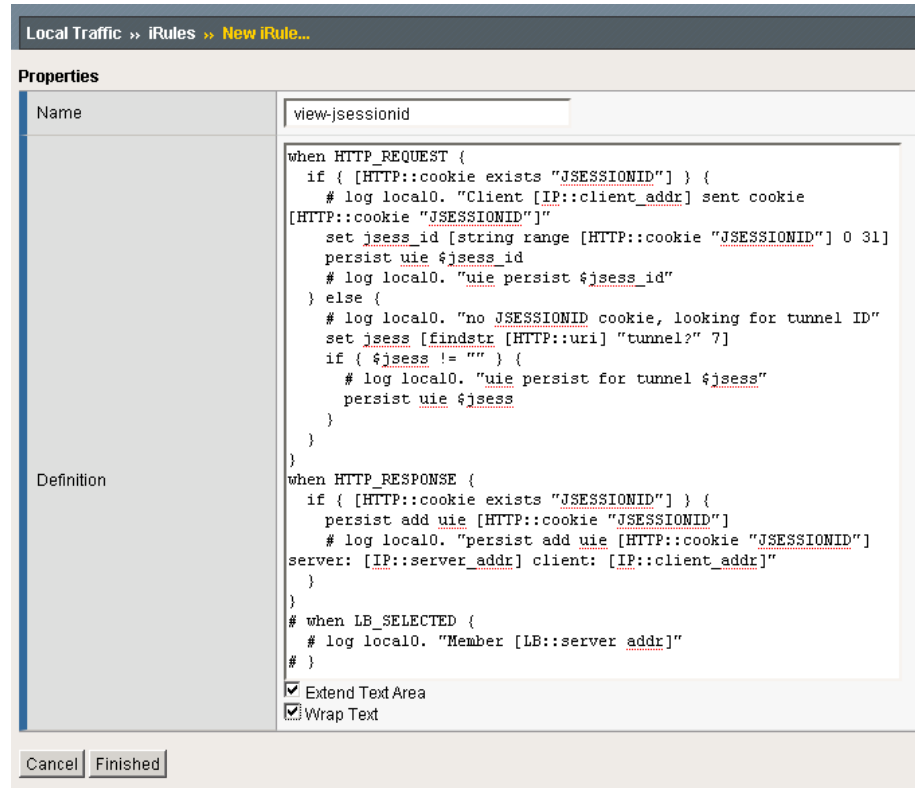 Local Traffic » iRules » New iRule...
Properties
Name
view-jsessionid
Definition
when HTTP_REQUEST {
  if { [HTTP::cookie exists "JSESSIONID"] } {
    # log local0. "Client [IP::client_addr] sent cookie
[HTTP::cookie "JSESSIONID"]"
    set jsess_id [string range [HTTP::cookie "JSESSIONID"] 0 31]
    persist uie $jsess_id
    # log local0. "uie persist $jsess_id"
  } else {
    # log local0. "no JSESSIONID cookie, looking for tunnel ID"
    set jsess [findstr [HTTP::uri] "tunnel?" 7]
    if { $jsess != "" } {
      # log local0. "uie persist for tunnel $jsess"
      persist uie $jsess
    }
  }
}
when HTTP_RESPONSE {
  if { [HTTP::cookie exists "JSESSIONID"] } {
    persist add uie [HTTP::cookie "JSESSIONID"]
    # log local0. "persist add uie [HTTP::cookie "JSESSIONID"]
server: [IP::server_addr] client: [IP::client_addr]"
  }
}
# when LB_SELECTED {
  # log local0. "Member [LB::server addr]"
# }
Extend Text Area
Wrap Text
Cancel Finished